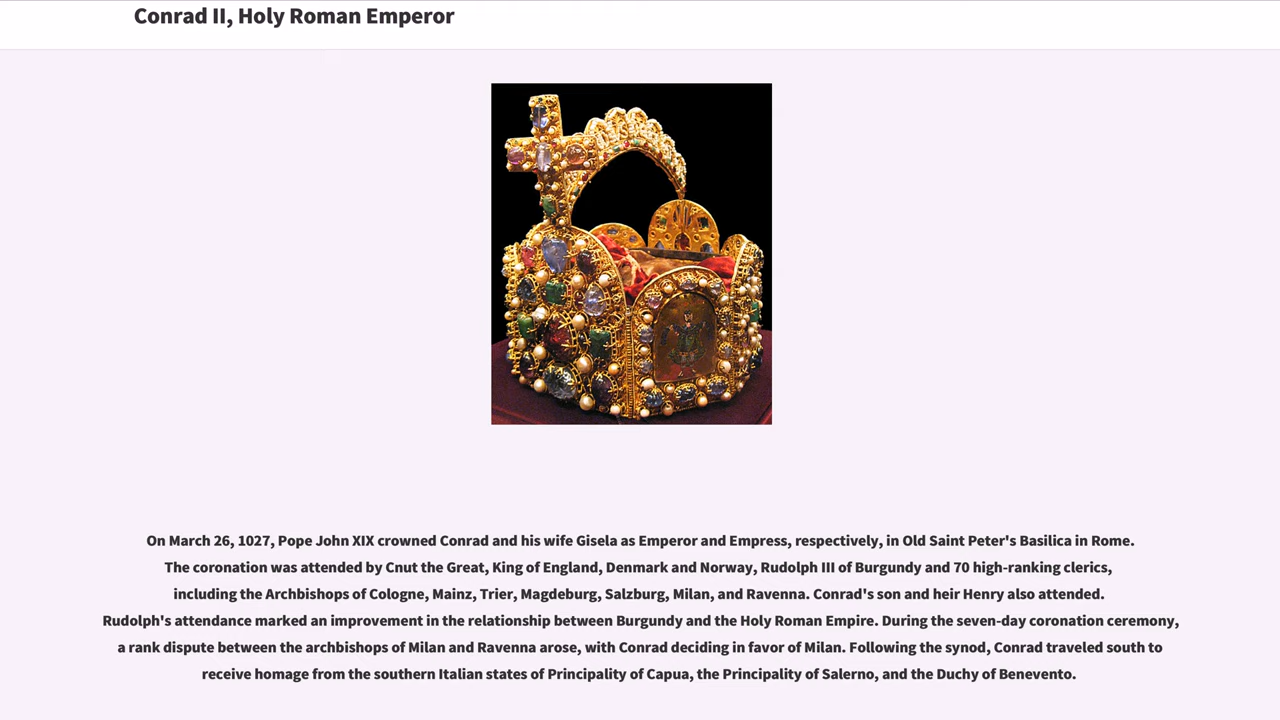 Conrad II, Holy Roman Emperor
On March 26, 1027, Pope John XIX crowned Conrad and his wife Gisela as Emperor and Empress, respectively, in Old Saint Peter's Basilica in Rome.
The coronation was attended by Cnut the Great, King of England, Denmark and Norway, Rudolph III of Burgundy and 70 high-ranking clerics,
including the Archbishops of Cologne, Mainz, Trier, Magdeburg, Salzburg, Milan, and Ravenna. Conrad's son and heir Henry also attended.
Rudolph's attendance marked an improvement in the relationship between Burgundy and the Holy Roman Empire. During the seven-day coronation ceremony,
a rank dispute between the archbishops of Milan and Ravenna arose, with Conrad deciding in favor of Milan. Following the synod, Conrad traveled south to
receive homage from the southern Italian states of Principality of Capua, the Principality of Salerno, and the Duchy of Benevento.